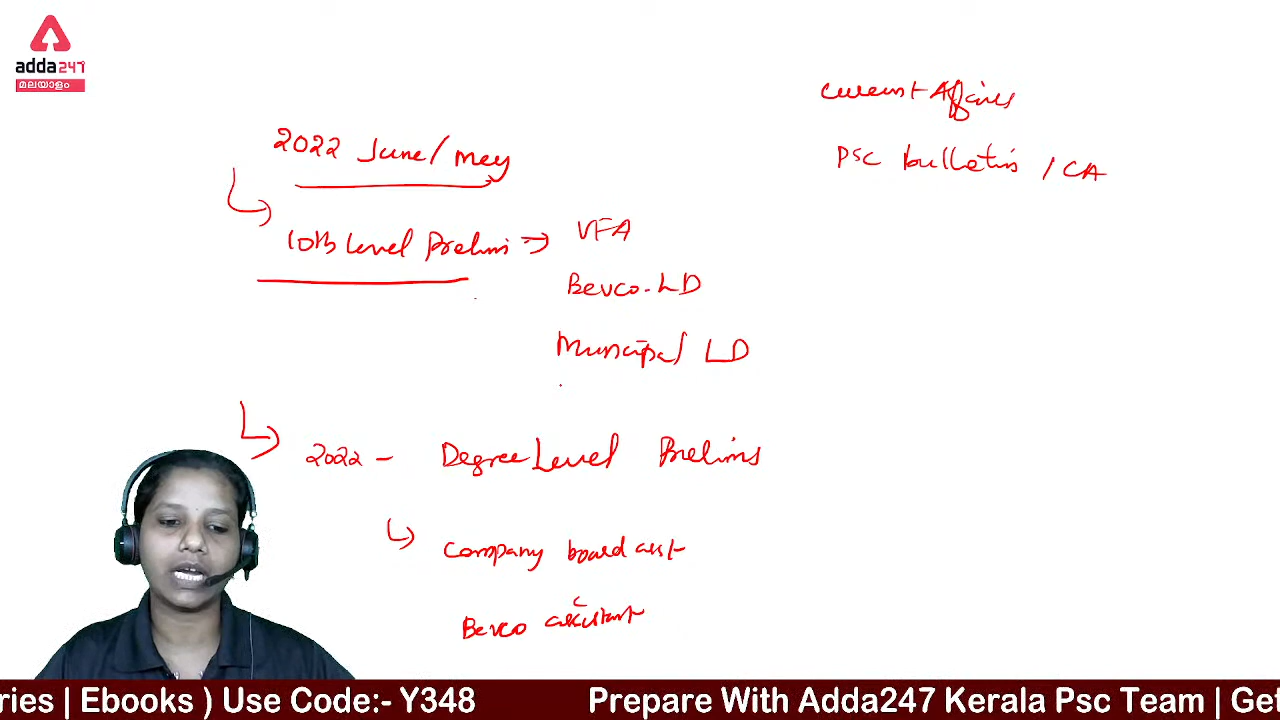 adda247
മലയാളം
Current Affairs
PSC bulletin / CA
2022 June/May
10th Level Prelims ⇒ VFA
Bevco-LD
Municipal LD
2022 - Degree Level Prelims
Company board asst
Bevco assistant
ries | Ebooks ) Use Code:- Y348 Prepare With Adda247 Kerala Psc Team | Get